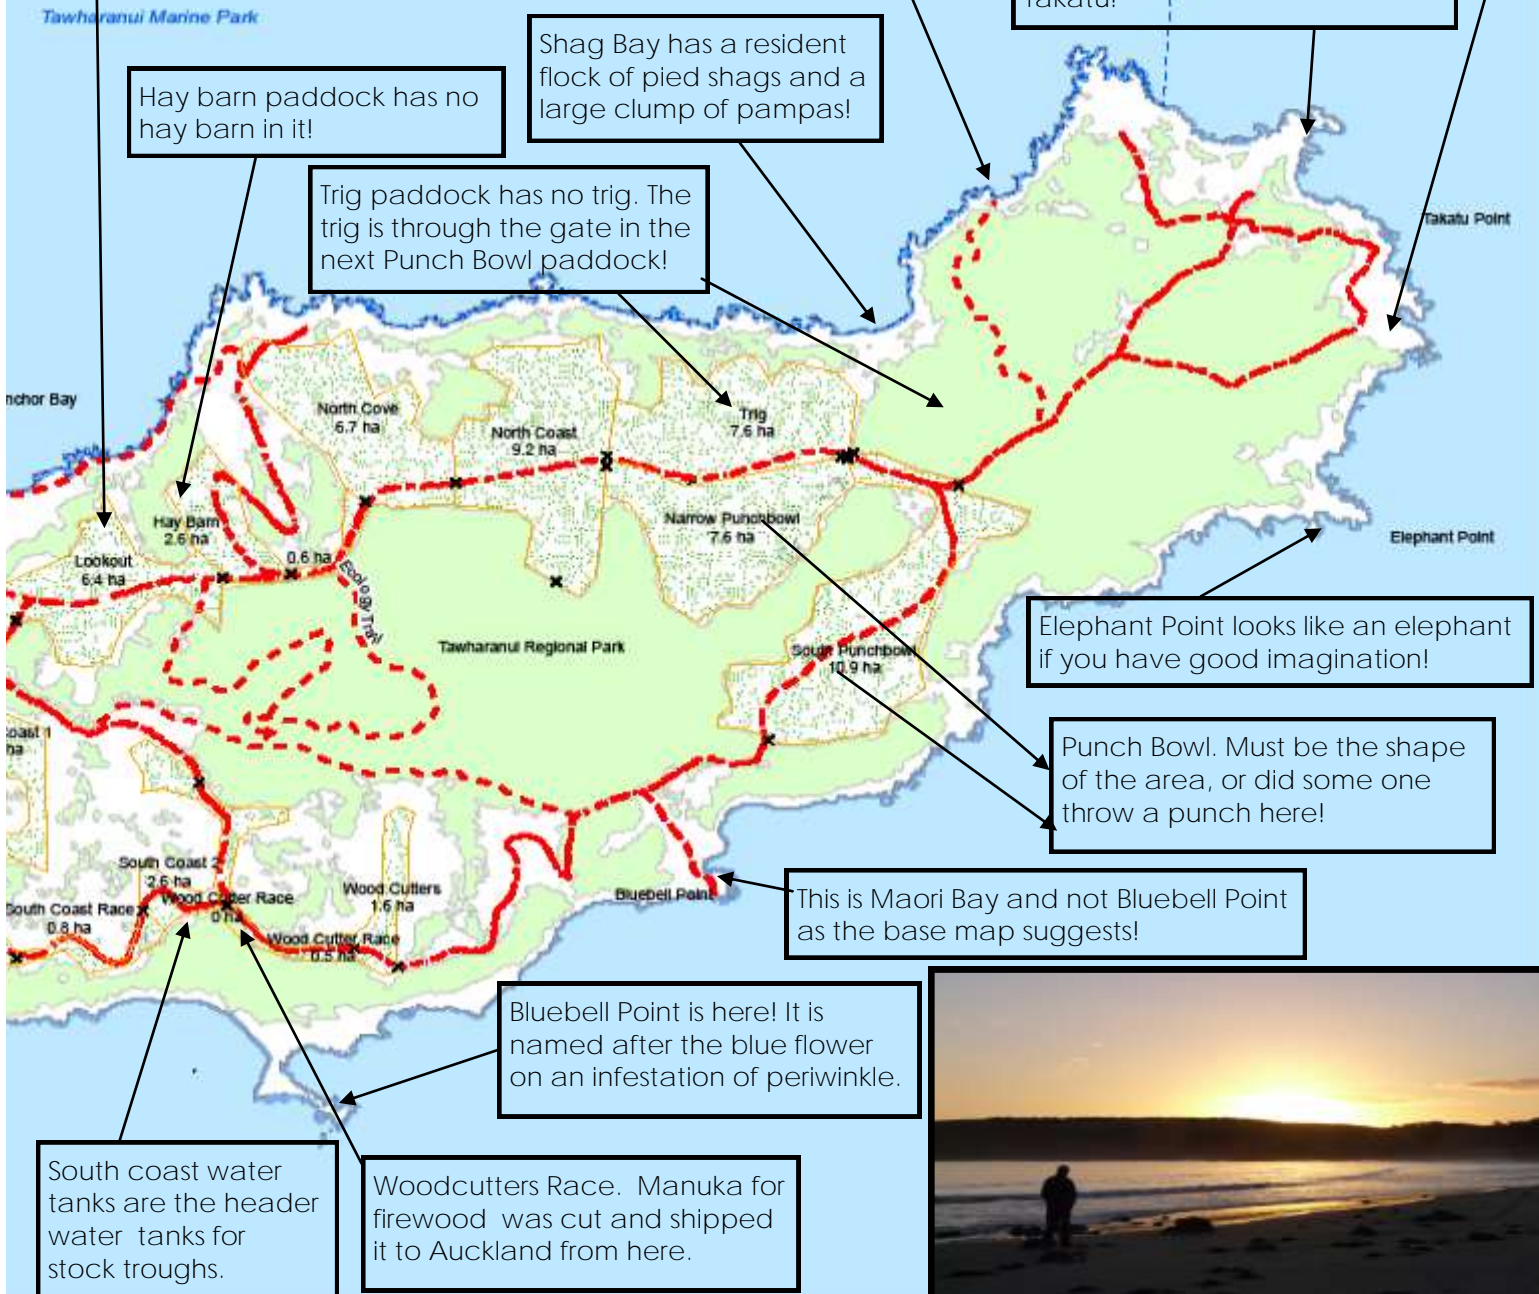 Takatu!
Tawharanui Marine Park
Shag Bay has a resident
flock of pied shags and a
large clump of pampas!
Hay barn paddock has no
hay barn in it!
Trig paddock has no trig. The
trig is through the gate in the
next Punch Bowl paddock!
Takatu Point
nchor Bay
North Cove
6.7 ha
North Coast
9.2 ha
Trig
7.6 ha
Hay Barn
2.6 ha
Narrow Punchbowl
7.6 ha
Elephant Point
Lookout
6.4 ha
0.6 ha
Ecology Trail
Tawharanui Regional Park
South Punchbowl
10.9 ha
Elephant Point looks like an elephant
if you have good imagination!
Punch Bowl. Must be the shape
of the area, or did some one
throw a punch here!
oast 1
ha
South Coast 2
2.6 ha
Wood Cutter Race
0 ha
Wood Cutters
1.6 ha
South Coast Race
0.8 ha
Wood Cutter Race
0.5 ha
Bluebell Point
This is Maori Bay and not Bluebell Point
as the base map suggests!
Bluebell Point is here! It is
named after the blue flower
on an infestation of periwinkle.
South coast water
tanks are the header
water tanks for
stock troughs.
Woodcutters Race. Manuka for
firewood was cut and shipped
it to Auckland from here.